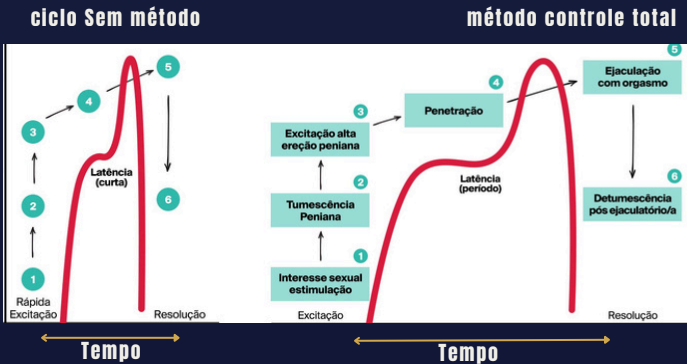 ciclo Sem método
5
4
3
2
1
6
Latência
(curta)
Rápida
Excitação
Resolução
Tempo
método controle total
5
Ejaculação
com orgasmo
4
Penetração
3
Excitação alta
ereção peniana
2
Tumescência
Peniana
1
Interesse sexual
estimulação
Latência
(período)
6
Detumescência
pós ejaculatório/a
Excitação
Resolução
Tempo